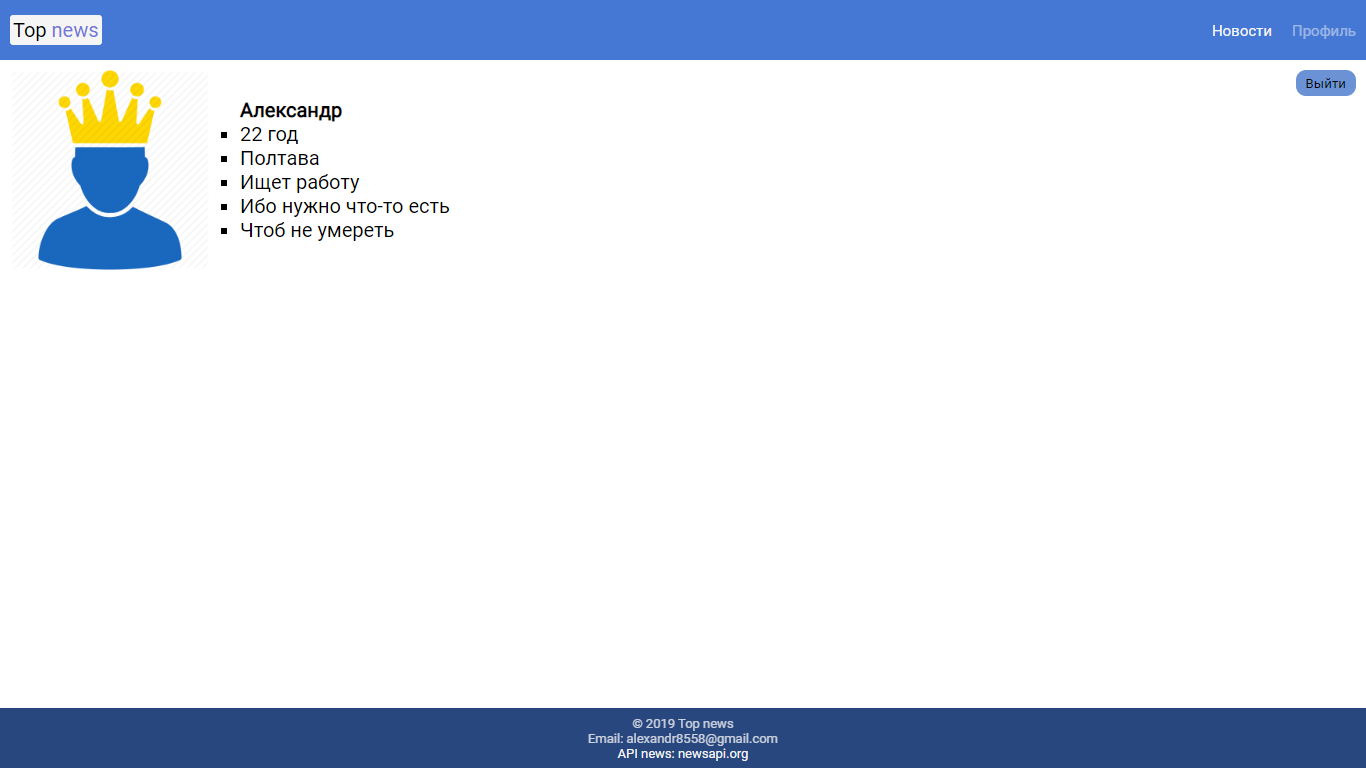 Top news
Новости Профиль
Выйти
Александр
22 год
Полтава
Ищет работу
Ибо нужно что-то есть
Чтоб не умереть
© 2019 Top news
Email: alexandr8558@gmail.com
API news: newsapi.org